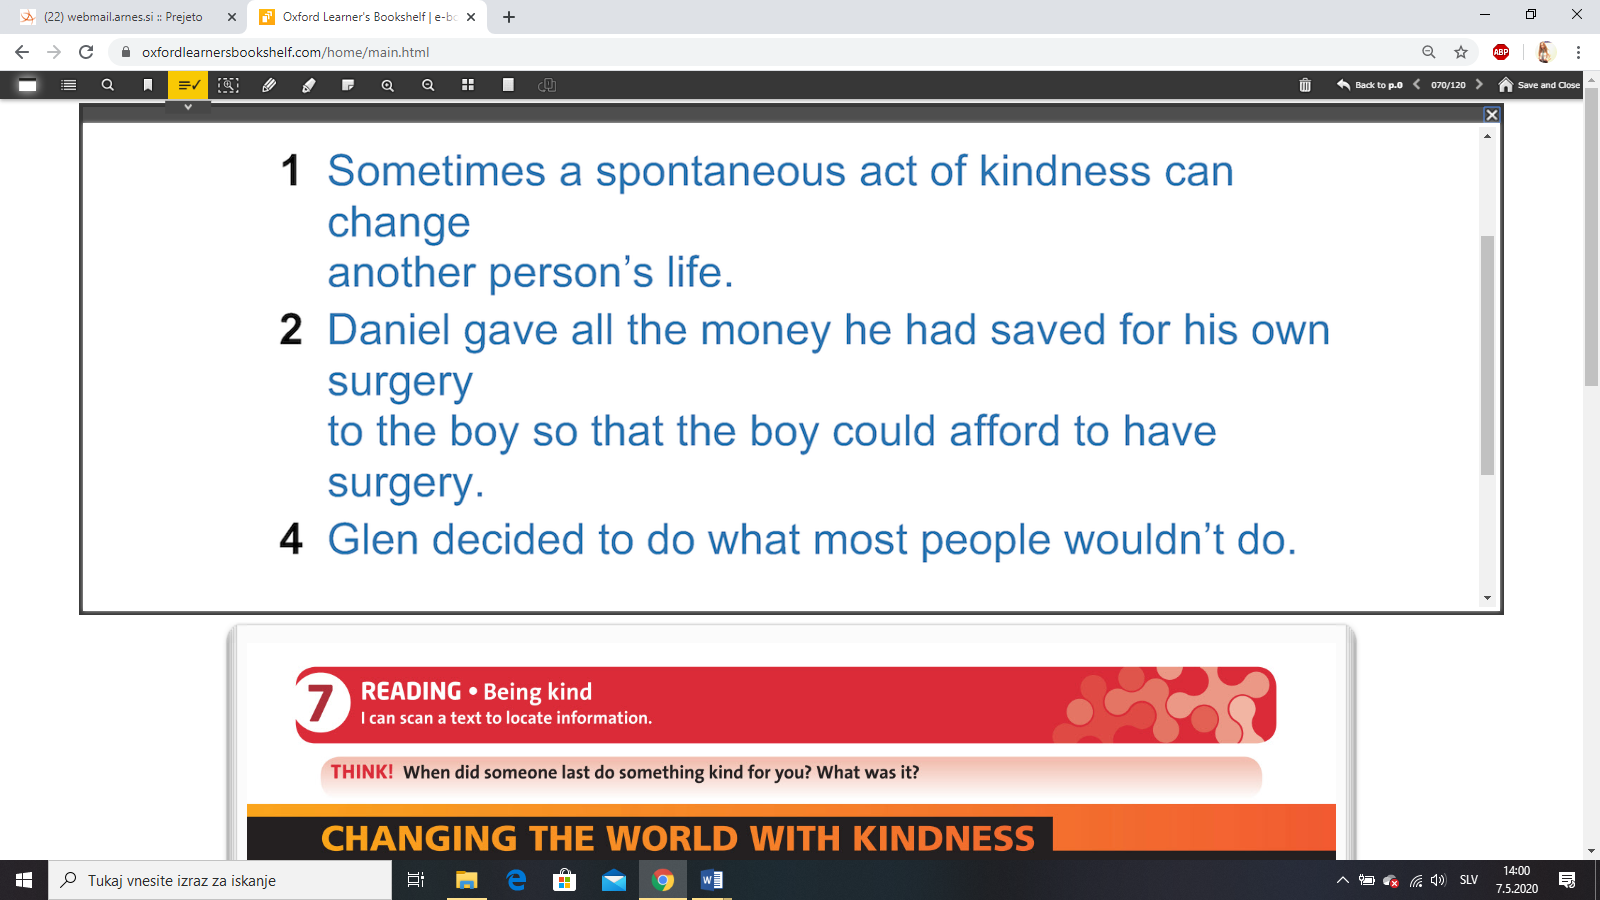 (22) webmail.arnes.si :: Prejeto
Oxford Learner's Bookshelf | e-bo
oxfordlearnersbookshelf.com/home/main.html
ABP
Back to p.0
070/120
Save and Close
1 Sometimes a spontaneous act of kindness can
change
another person’s life.
2 Daniel gave all the money he had saved for his own
surgery
to the boy so that the boy could afford to have
surgery.
4 Glen decided to do what most people wouldn’t do.
7
READING • Being kind
I can scan a text to locate information.
THINK! When did someone last do something kind for you? What was it?
CHANGING THE WORLD WITH KINDNESS
Tukaj vnesite izraz za iskanje
SLV
14:00
7.5.2020